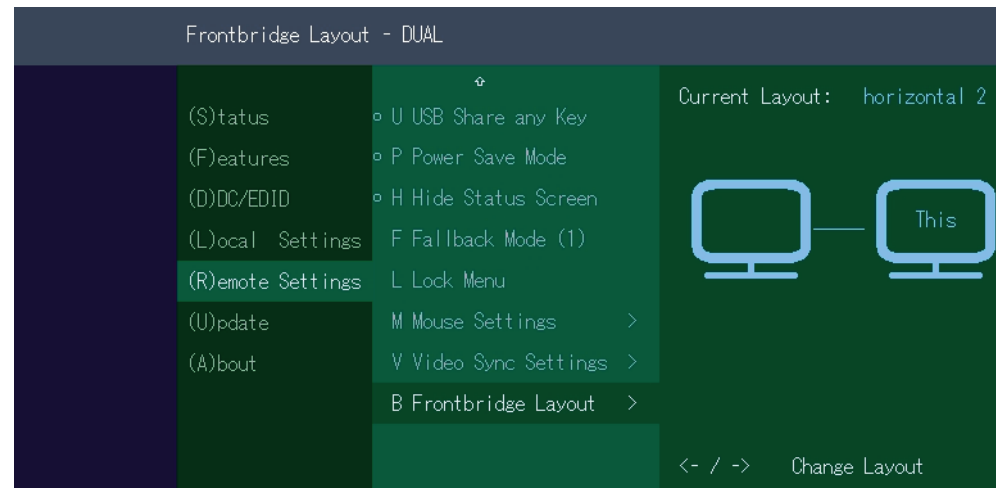 Frontbridge Layout - DUAL
(S)tatus
(F)eatures
(D)DC/EDID
(L)ocal Settings
(R)emote Settings
(U)pdate
(A)bout
U USB Share any Key
P Power Save Mode
H Hide Status Screen
F Fallback Mode (1)
L Lock Menu
M Mouse Settings >
V Video Sync Settings >
B Frontbridge Layout >
Current Layout: horizontal 2
This
<- / -> Change Layout